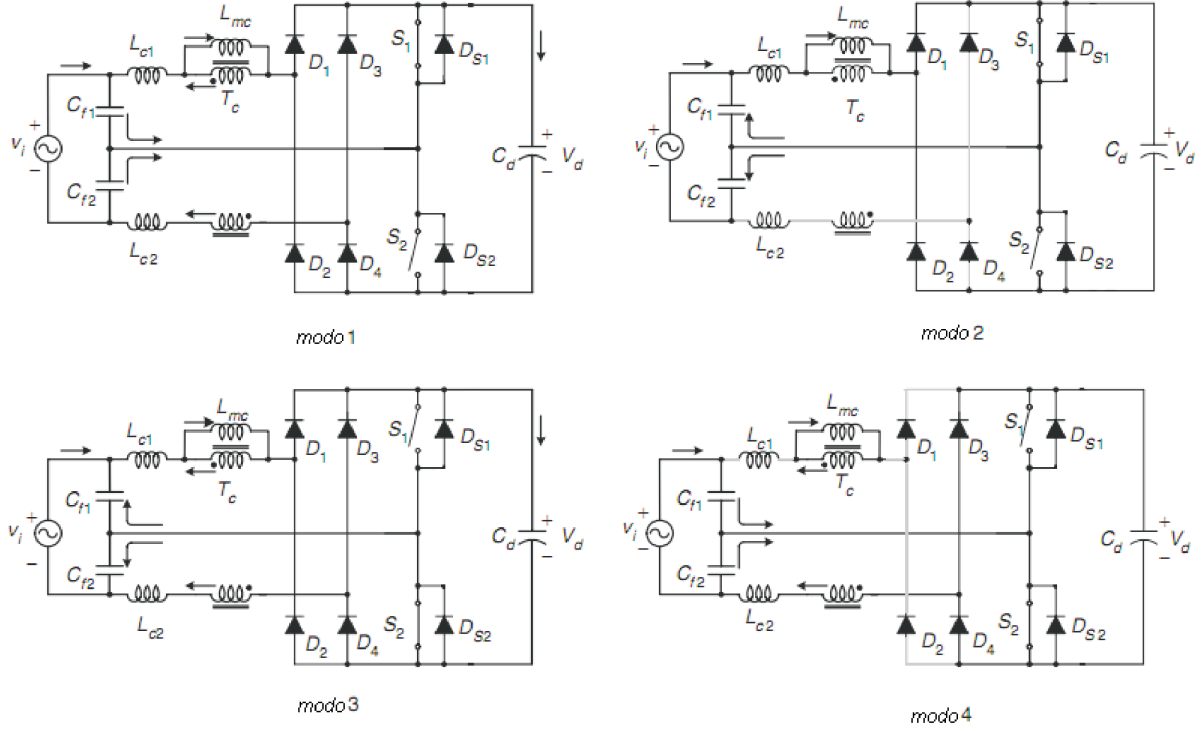 L_mc
L_c1
D_1
D_3
S_1
D_S1
C_f1
T_c
v_i
+
−
C_d
+
V_d
−
C_f2
L_c2
S_2
D_2
D_4
D_S2
modo 1
L_mc
L_c1
D_1
D_3
S_1
D_S1
C_f1
T_c
v_i
+
−
C_d
+
V_d
−
C_f2
L_c2
S_2
D_2
D_4
D_S2
modo 2
L_mc
L_c1
D_1
D_3
S_1
D_S1
C_f1
T_c
v_i
+
−
C_d
+
V_d
−
C_f2
L_c2
S_2
D_2
D_4
D_S2
modo 3
L_mc
L_c1
D_1
D_3
S_1
D_S1
C_f1
T_c
v_i
+
−
C_d
+
V_d
−
C_f2
L_c2
S_2
D_2
D_4
D_S2
modo 4